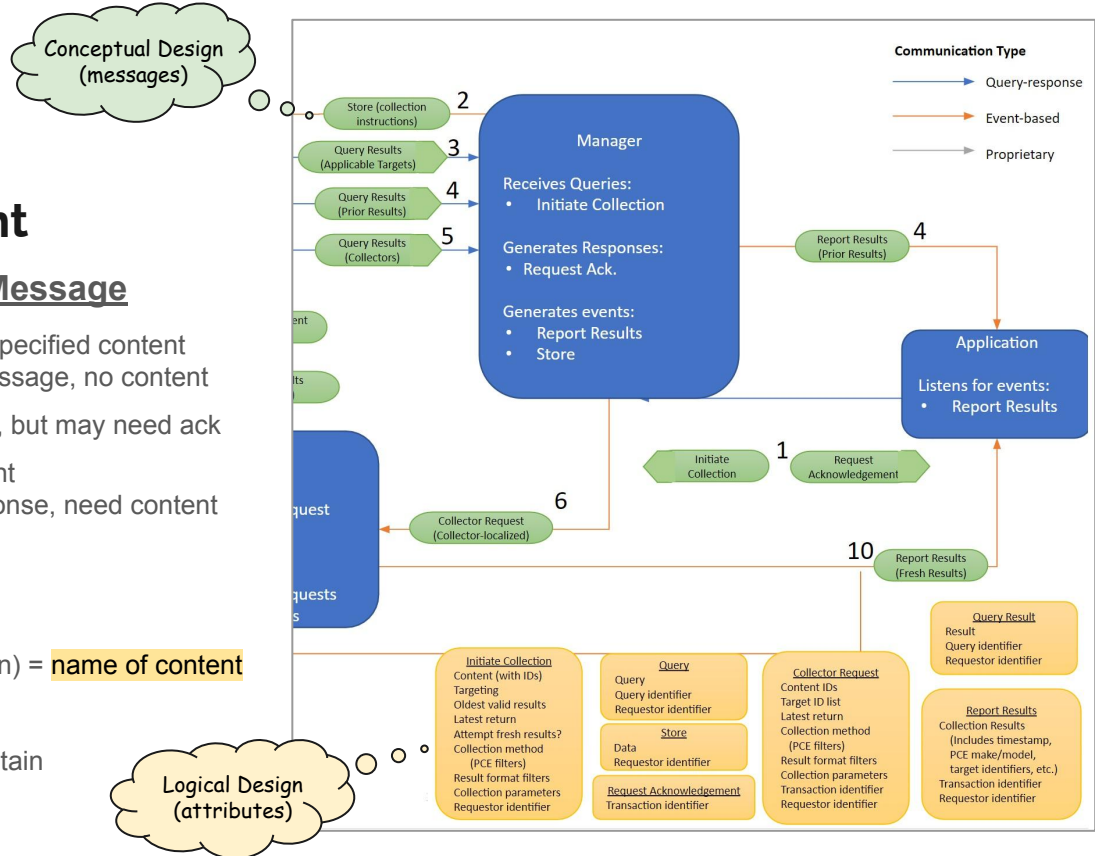 Conceptual Design
(messages)
nt
Message
pecified content
ssage, no content
, but may need ack
nt
onse, need content
n) = name of content
tain
Logical Design
(attributes)
Communication Type
Query-response
Event-based
Proprietary
Store (collection
instructions)
2
Query Results
(Applicable Targets)
3
Query Results
(Prior Results)
4
Query Results
(Collectors)
5
Manager
Receives Queries:
• Initiate Collection
Generates Responses:
• Request Ack.
Generates events:
• Report Results
• Store
Report Results
(Prior Results)
4
Application
Listens for events:
• Report Results
ent
lts
)
Initiate
Collection
1
Request
Acknowledgement
quest
quests
s
Collector Request
(Collector-localized)
6
10
Report Results
(Fresh Results)
Initiate Collection
Content (with IDs)
Targeting
Oldest valid results
Latest return
Attempt fresh results?
Collection method
(PCE filters)
Result format filters
Collection parameters
Requestor identifier
Query
Query
Query identifier
Requestor identifier
Store
Data
Requestor identifier
Request Acknowledgement
Transaction identifier
Collector Request
Content IDs
Target ID list
Latest return
Collection method
(PCE filters)
Result format filters
Collection parameters
Transaction identifier
Requestor identifier
Query Result
Result
Query identifier
Requestor identifier
Report Results
Collection Results
(Includes timestamp,
PCE make/model,
target identifiers, etc.)
Transaction identifier
Requestor identifier